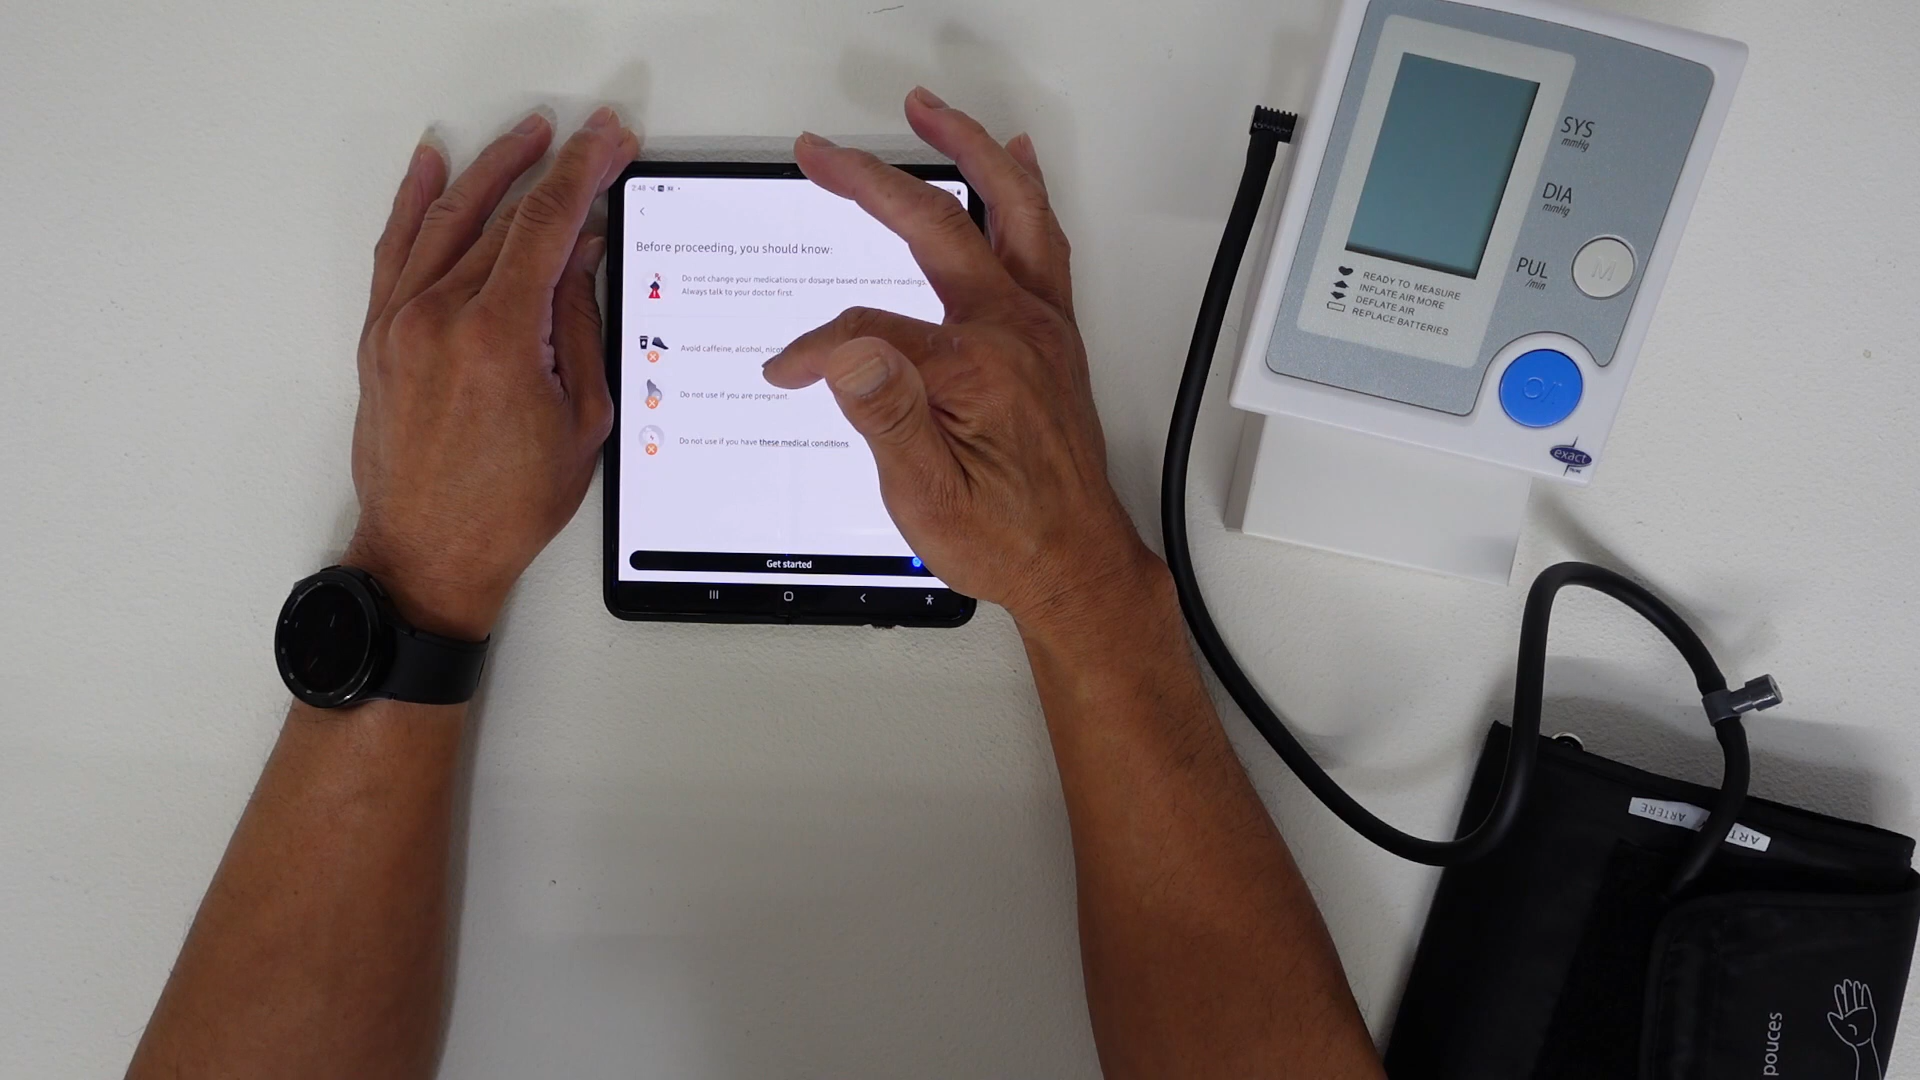 2:48
Before proceeding, you should know:
Do not change your medications or dosage based on watch readings.
Always talk to your doctor first.
Avoid caffeine, alcohol,
Do not use if you are pregnant.
Do not use if you have these medical conditions.
Get started
SYS
mmHg
DIA
mmHg
PUL
/min
M
READY TO MEASURE
INFLATE AIR MORE
DEFLATE AIR
REPLACE BATTERIES
O/I
exact
ARTERE
ART
pouces